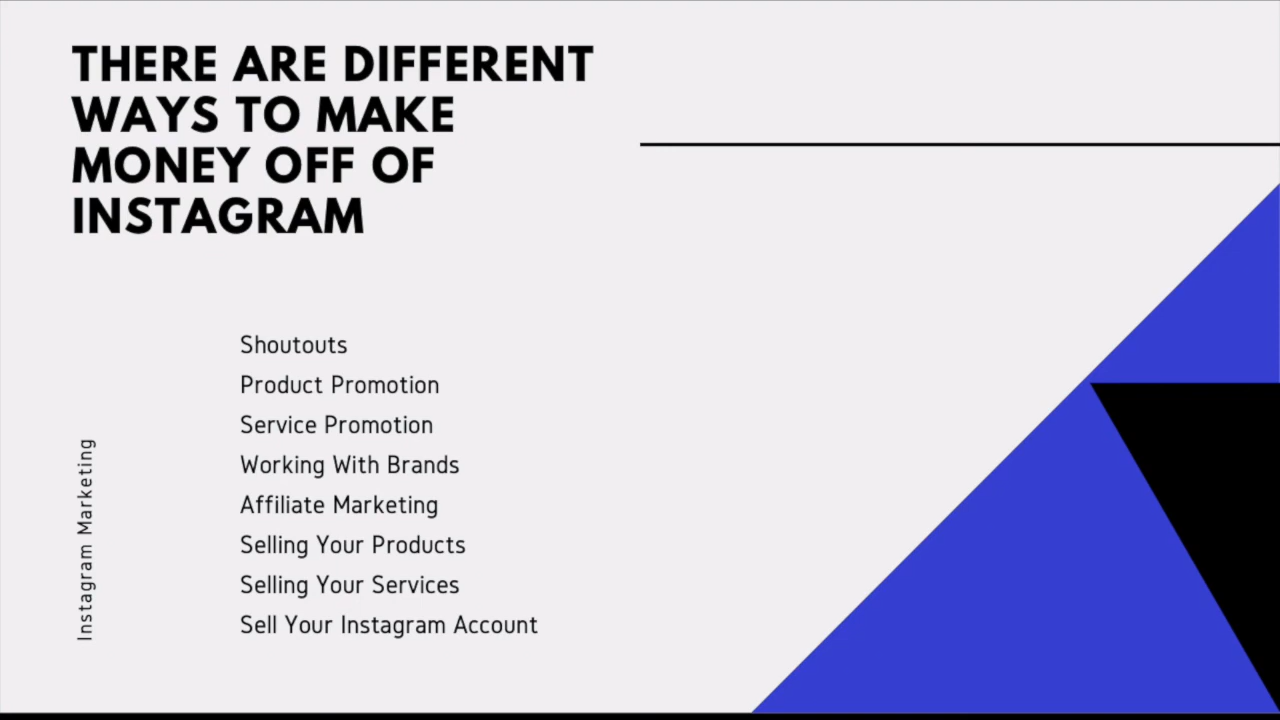 THERE ARE DIFFERENT
WAYS TO MAKE
MONEY OFF OF
INSTAGRAM
Shoutouts
Product Promotion
Service Promotion
Working With Brands
Affiliate Marketing
Selling Your Products
Selling Your Services
Sell Your Instagram Account
Instagram Marketing